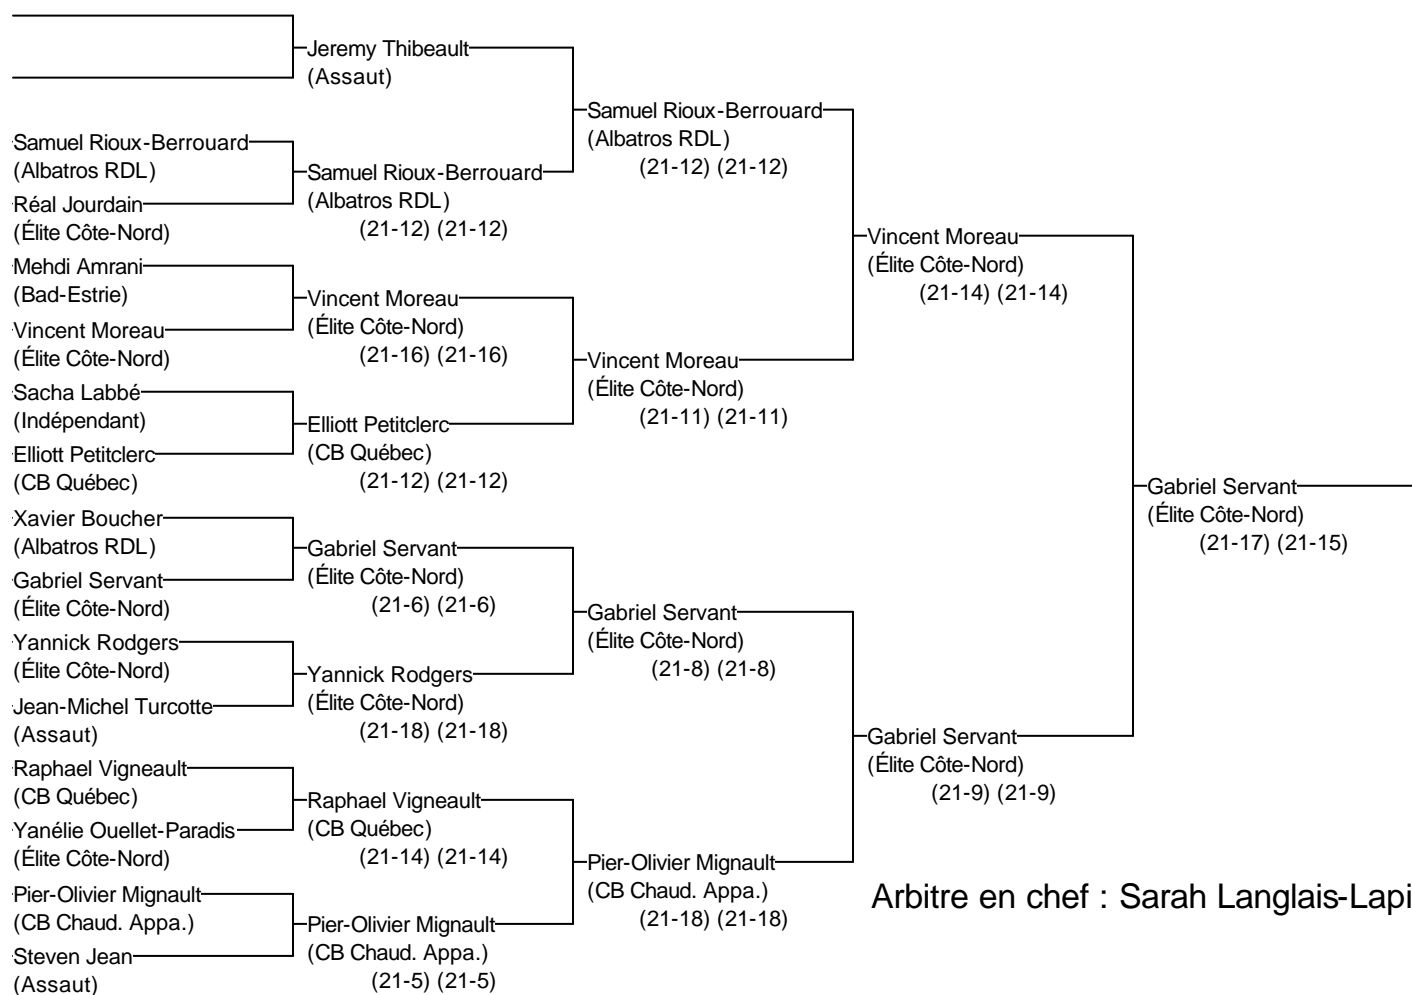 Jeremy Thibeault
(Assaut)
Samuel Rioux-Berrouard
(Albatros RDL)
(21-12) (21-12)
Samuel Rioux-Berrouard
(Albatros RDL)
Samuel Rioux-Berrouard
(Albatros RDL)
(21-12) (21-12)
Réal Jourdain
(Élite Côte-Nord)
Vincent Moreau
(Élite Côte-Nord)
(21-14) (21-14)
Mehdi Amrani
(Bad-Estrie)
Vincent Moreau
(Élite Côte-Nord)
(21-16) (21-16)
Vincent Moreau
(Élite Côte-Nord)
Vincent Moreau
(Élite Côte-Nord)
(21-11) (21-11)
Sacha Labbé
(Indépendant)
Elliott Petitclerc
(CB Québec)
(21-12) (21-12)
Elliott Petitclerc
(CB Québec)
Gabriel Servant
(Élite Côte-Nord)
(21-17) (21-15)
Xavier Boucher
(Albatros RDL)
Gabriel Servant
(Élite Côte-Nord)
(21-6) (21-6)
Gabriel Servant
(Élite Côte-Nord)
Gabriel Servant
(Élite Côte-Nord)
(21-8) (21-8)
Yannick Rodgers
(Élite Côte-Nord)
Yannick Rodgers
(Élite Côte-Nord)
(21-18) (21-18)
Jean-Michel Turcotte
(Assaut)
Gabriel Servant
(Élite Côte-Nord)
(21-9) (21-9)
Raphael Vigneault
(CB Québec)
Raphael Vigneault
(CB Québec)
(21-14) (21-14)
Yanélie Ouellet-Paradis
(Élite Côte-Nord)
Pier-Olivier Mignault
(CB Chaud. Appa.)
(21-18) (21-18)
Pier-Olivier Mignault
(CB Chaud. Appa.)
Pier-Olivier Mignault
(CB Chaud. Appa.)
(21-5) (21-5)
Steven Jean
(Assaut)
Arbitre en chef : Sarah Langlais-Lapi